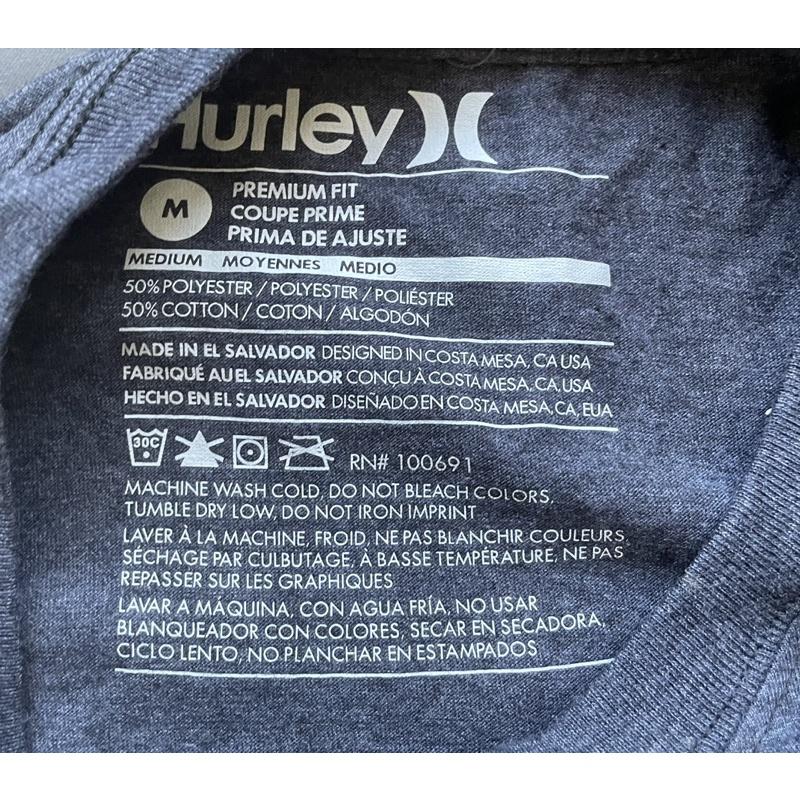 Hurley
M
PREMIUM FIT
COUPE PRIME
PRIMA DE AJUSTE
MEDIUM MOYENNES MEDIO
50% POLYESTER / POLYESTER / POLIÉSTER
50% COTTON / COTON / ALGODÓN
MADE IN EL SALVADOR DESIGNED IN COSTA MESA, CA USA
FABRIQUÉ AU EL SALVADOR CONÇU À COSTA MESA, CA, USA
HECHO EN EL SALVADOR DISEÑADO EN COSTA MESA, CA, EUA
30C RN# 100691
MACHINE WASH COLD, DO NOT BLEACH COLORS,
TUMBLE DRY LOW, DO NOT IRON IMPRINT
LAVER À LA MACHINE, FROID, NE PAS BLANCHIR COULEURS
SÉCHAGE PAR CULBUTAGE, À BASSE TEMPÉRATURE, NE PAS
REPASSER SUR LES GRAPHIQUES
LAVAR A MÁQUINA, CON AGUA FRÍA, NO USAR
BLANQUEADOR CON COLORES, SECAR EN SECADORA,
CICLO LENTO, NO PLANCHAR EN ESTAMPADOS